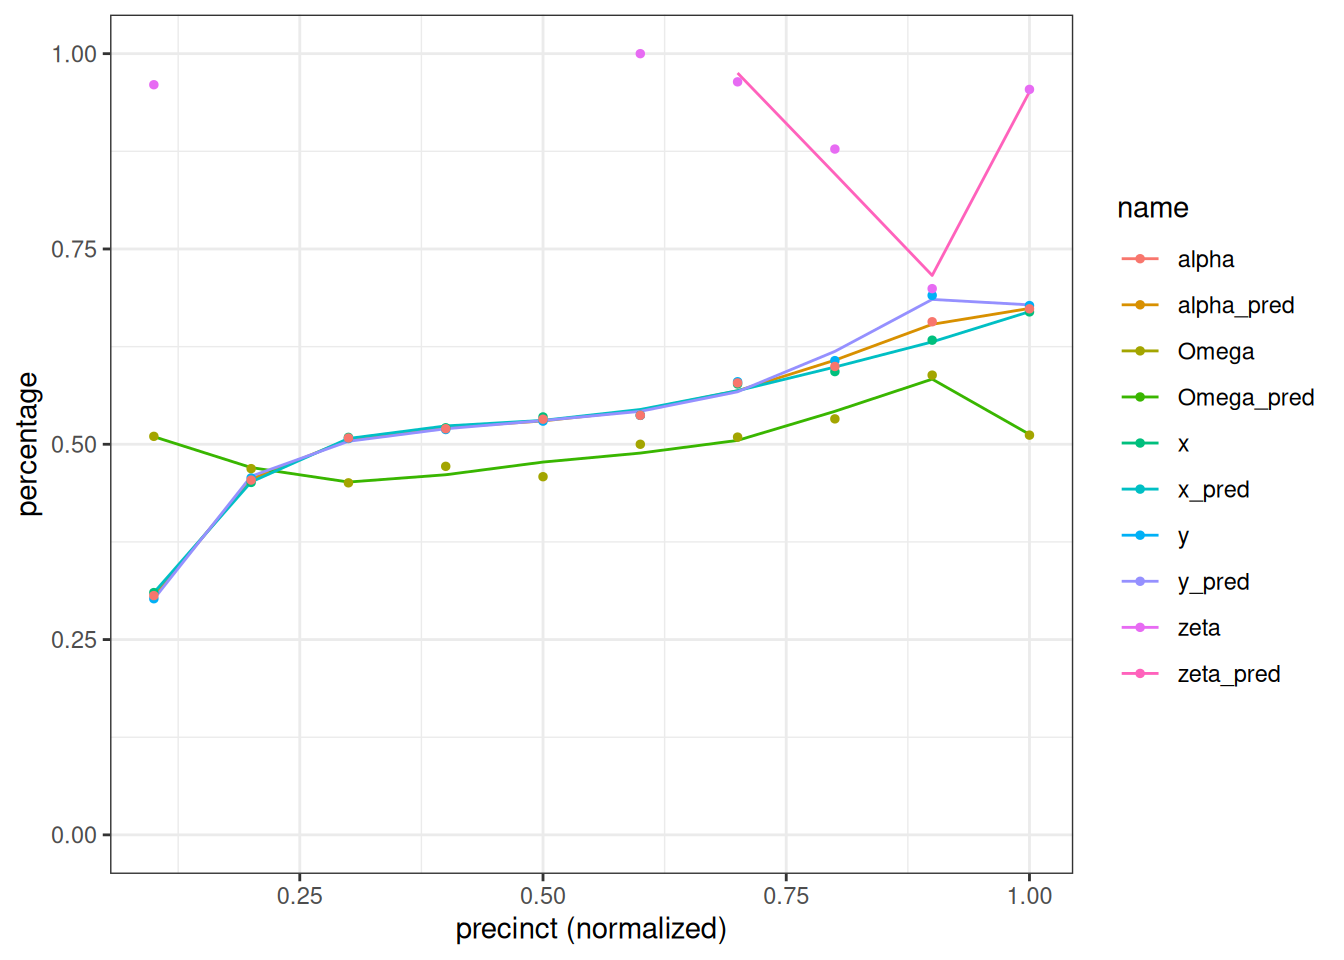 1.00
0.75
0.50
0.25
0.00
percentage
0.25 0.50 0.75 1.00
precinct (normalized)
name
alpha
alpha_pred
Omega
Omega_pred
x
x_pred
y
y_pred
zeta
zeta_pred